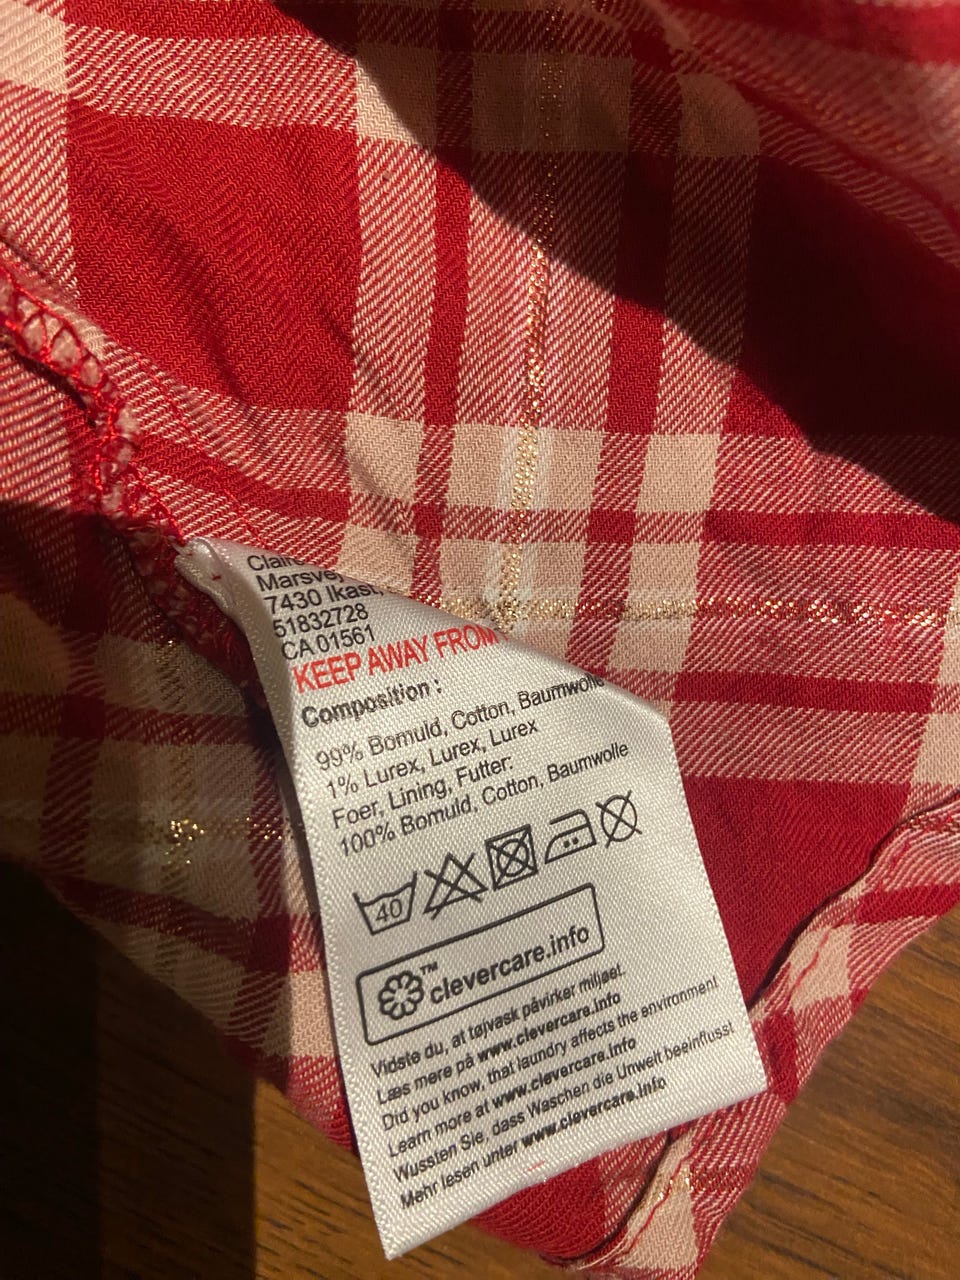 7430 Ikast,
51832728
CA 01561
KEEP AWAY FROM
Composition :
99% Bomuld, Cotton, Baumwolle
1% Lurex, Lurex, Lurex
Foer, Lining, Futter:
100% Bomuld, Cotton, Baumwolle
40
™
clevercare.info
Vidste du, at tøjvask påvirker miljøet.
Læs mere på www.clevercare.info
Did you know, that laundry affects the environment
Learn more at www.clevercare.info
Wussten Sie, dass Waschen die Umwelt beeinflusst
Mehr lesen unter www.clevercare.info